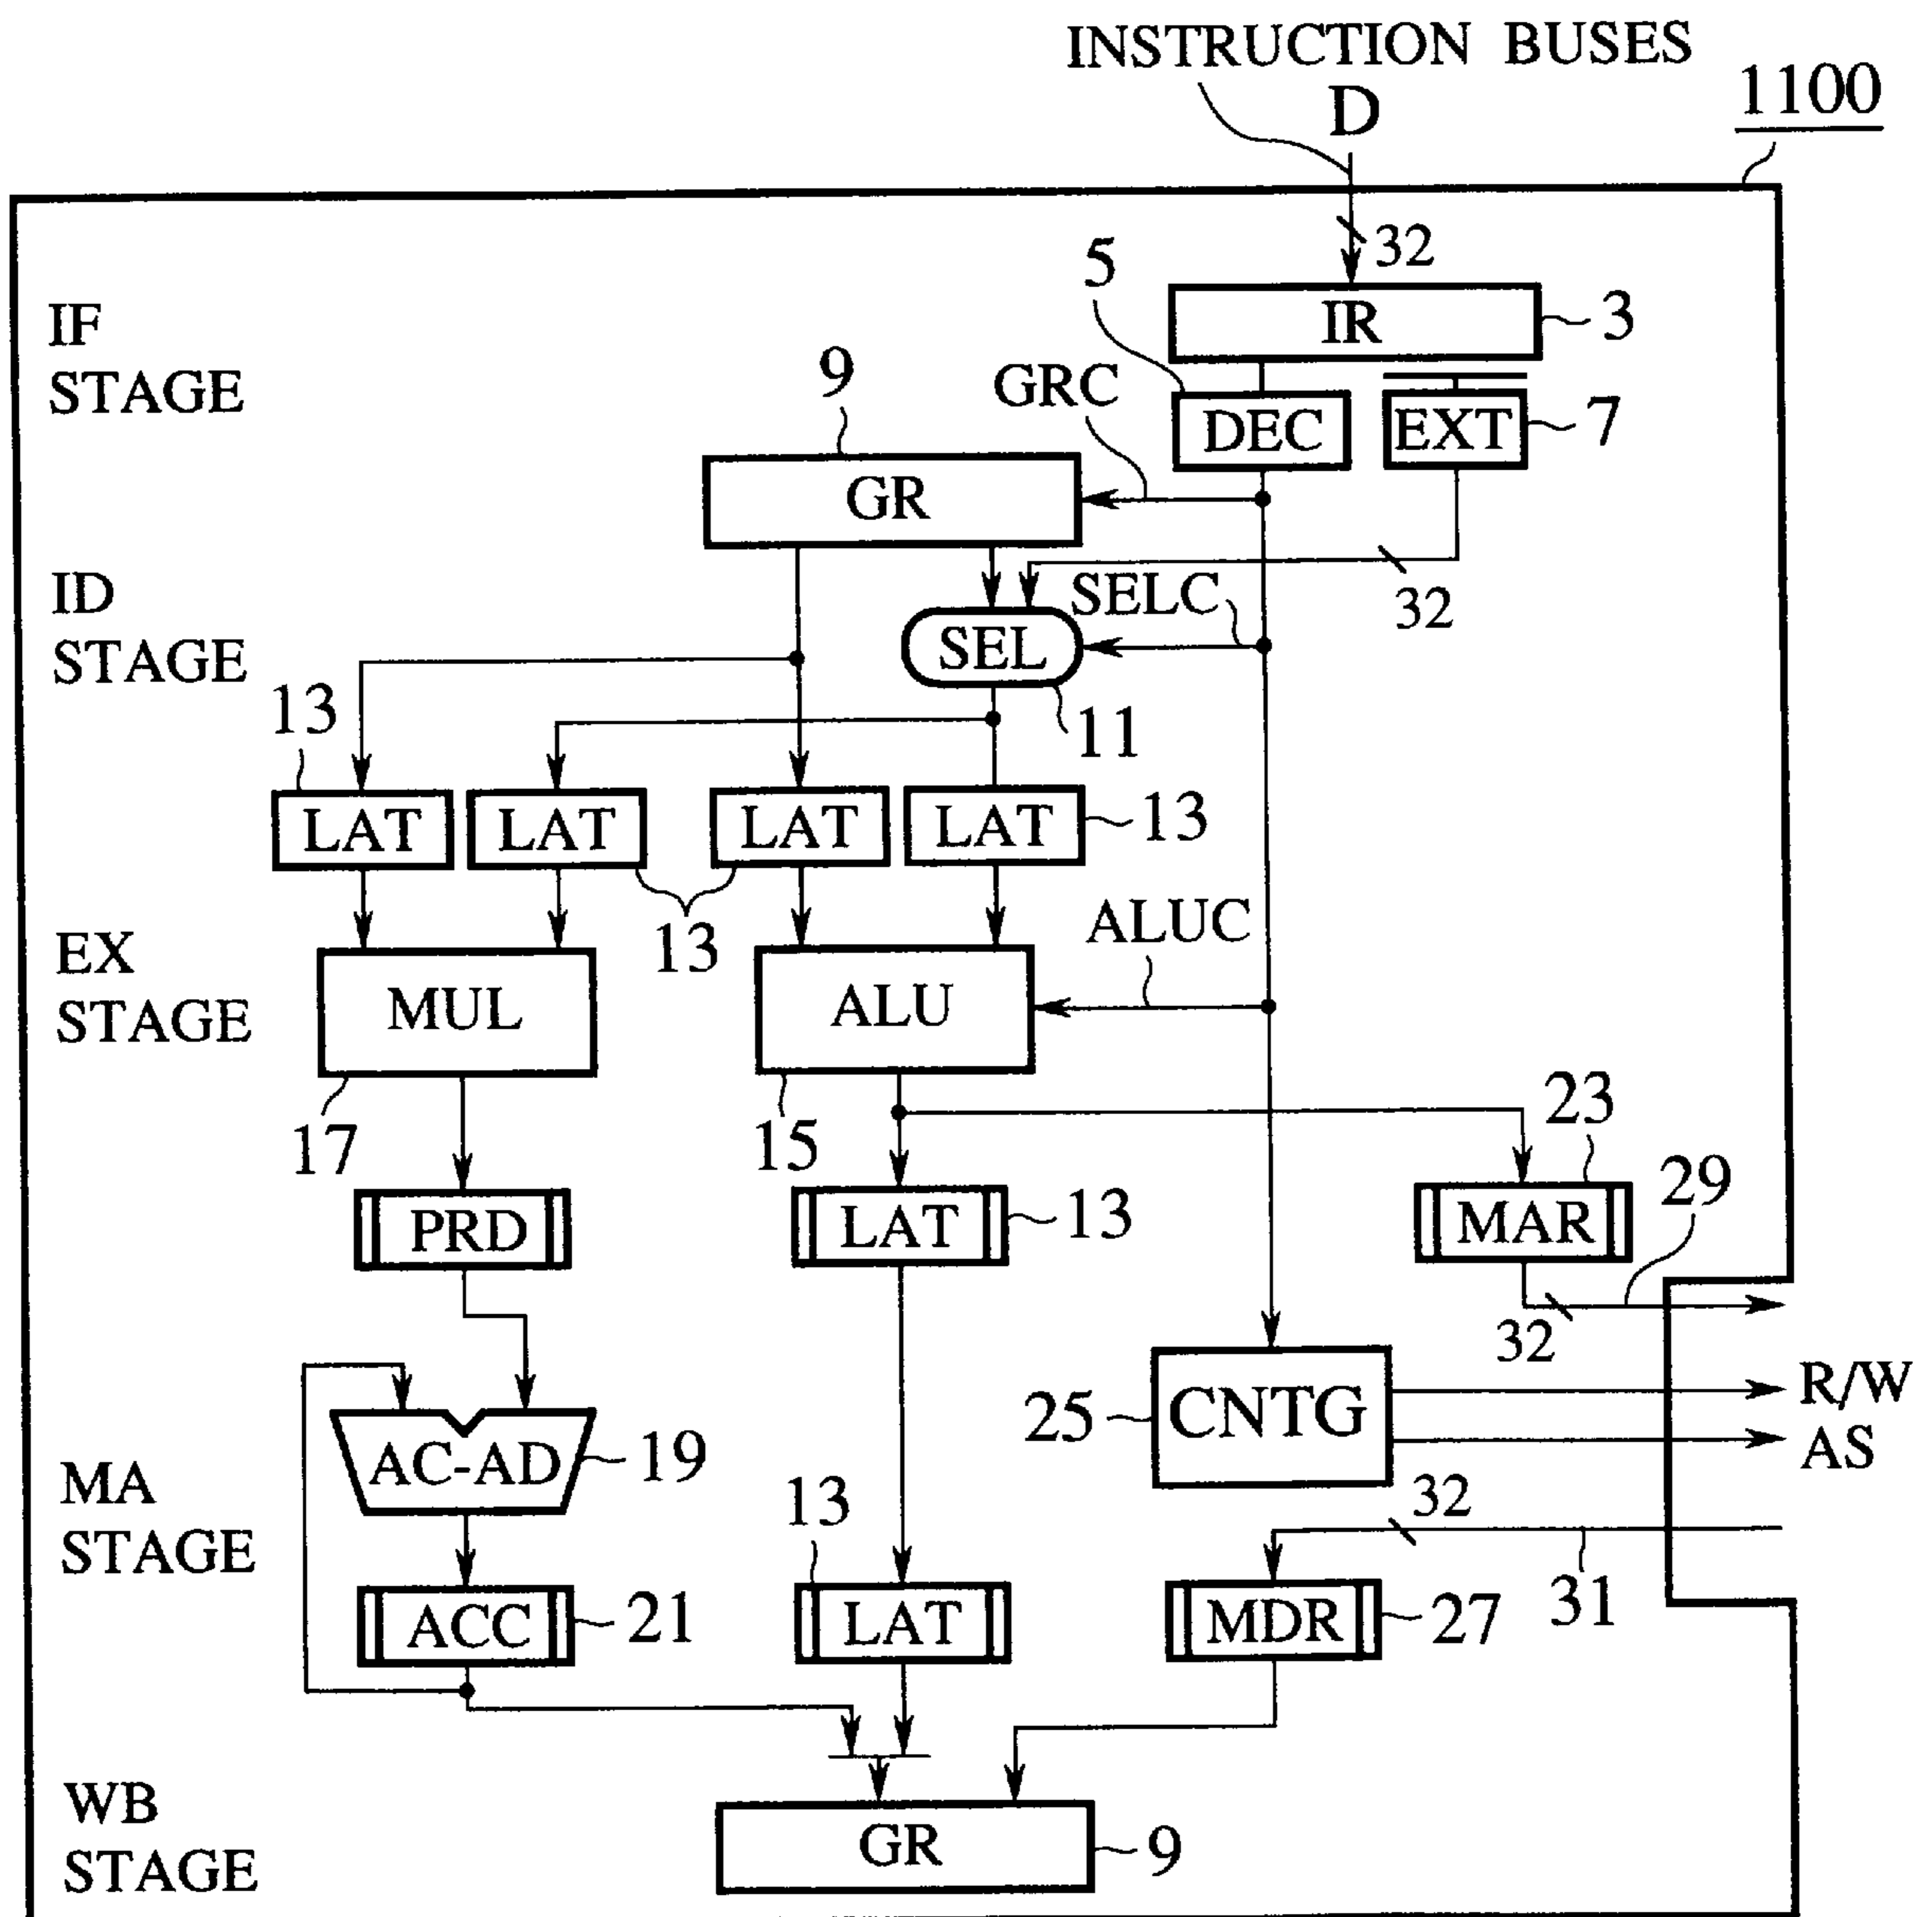 INSTRUCTION BUSES
D
1100
32
5
IR
3
IF
STAGE
9
GRC
DEC
EXT
7
GR
ID
STAGE
SELC
32
SEL
11
13
LAT
LAT
LAT
LAT
13
13
ALUC
EX
STAGE
MUL
ALU
17
15
23
29
PRD
LAT
13
MAR
32
R/W
AS
25
CNTG
AC-AD
19
MA
STAGE
13
32
31
ACC
21
LAT
MDR
27
WB
STAGE
GR
9